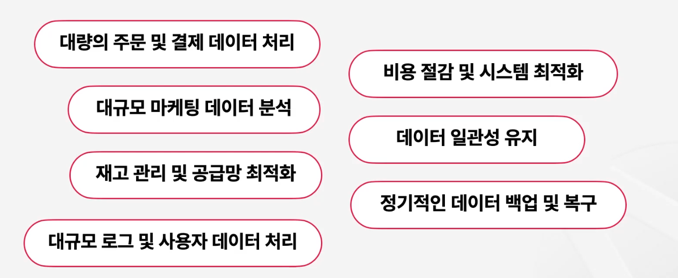 대량의 주문 및 결제 데이터 처리
대규모 마케팅 데이터 분석
재고 관리 및 공급망 최적화
대규모 로그 및 사용자 데이터 처리
비용 절감 및 시스템 최적화
데이터 일관성 유지
정기적인 데이터 백업 및 복구